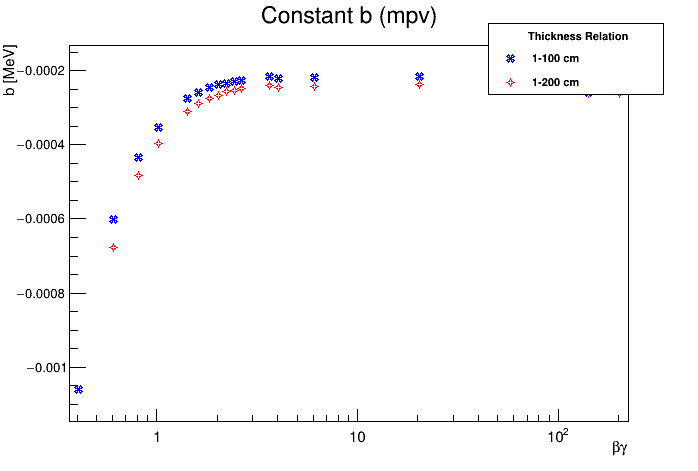 Constant b (mpv)
Thickness Relation
1-100 cm
1-200 cm
b [MeV]
−0.0002
−0.0004
−0.0006
−0.0008
−0.001
1
10
10²
βγ